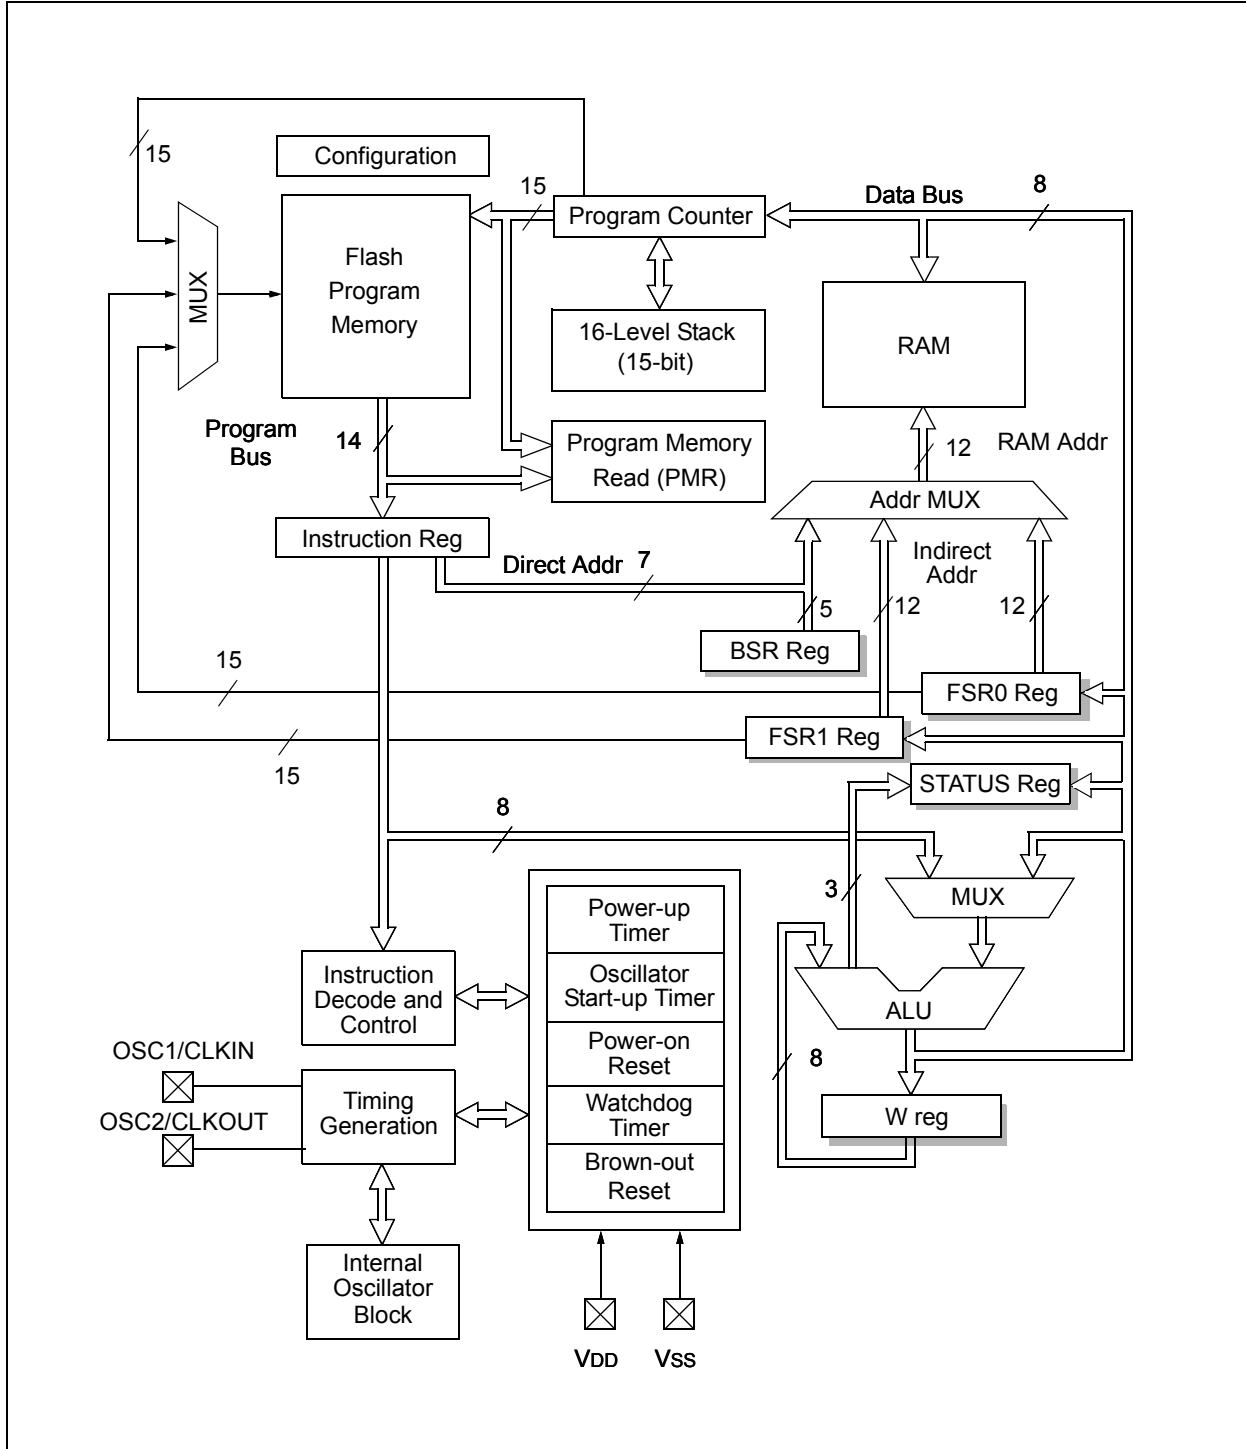 15
Configuration
15
Program Counter
Data Bus
8
MUX
Flash
Program
Memory
16-Level Stack
(15-bit)
RAM
Program
Bus
14
Program Memory
Read (PMR)
12
RAM Addr
Addr MUX
Instruction Reg
Direct Addr
7
Indirect
Addr
5
12
12
BSR Reg
15
FSR0 Reg
FSR1 Reg
15
STATUS Reg
8
3
MUX
Power-up
Timer
Instruction
Decode and
Control
Oscillator
Start-up Timer
ALU
OSC1/CLKIN
Power-on
Reset
8
OSC2/CLKOUT
Timing
Generation
Watchdog
Timer
W reg
Brown-out
Reset
Internal
Oscillator
Block
VDD
VSS